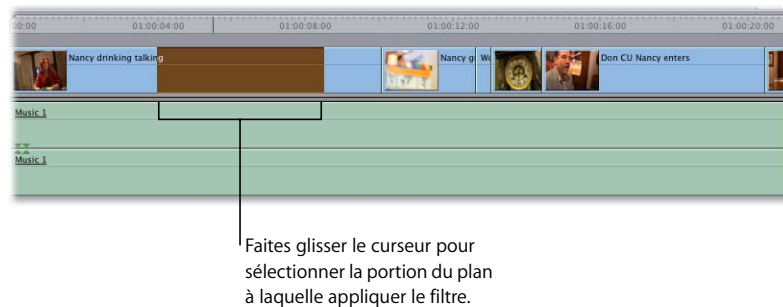 00:00 01:00:04:00 01:00:08:00 01:00:12:00 01:00:16:00 01:00:20:00
Nancy drinking talking Nancy gi Wo Don CU Nancy enters
Music 1
Music 1
Faites glisser le curseur pour
sélectionner la portion du plan
à laquelle appliquer le filtre.